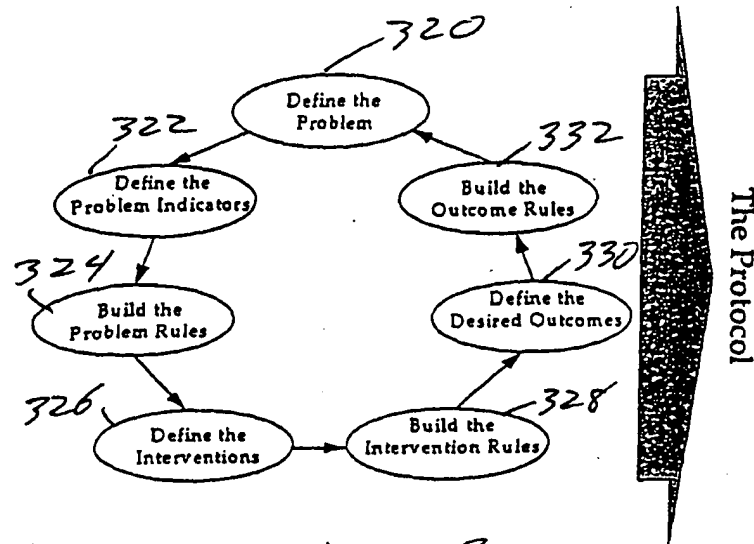 320
Define the
Problem
322
Define the
Problem Indicators
324
Build the
Problem Rules
326
Define the
Interventions
328
Build the
Intervention Rules
330
Define the
Desired Outcomes
332
Build the
Outcome Rules
The Protocol